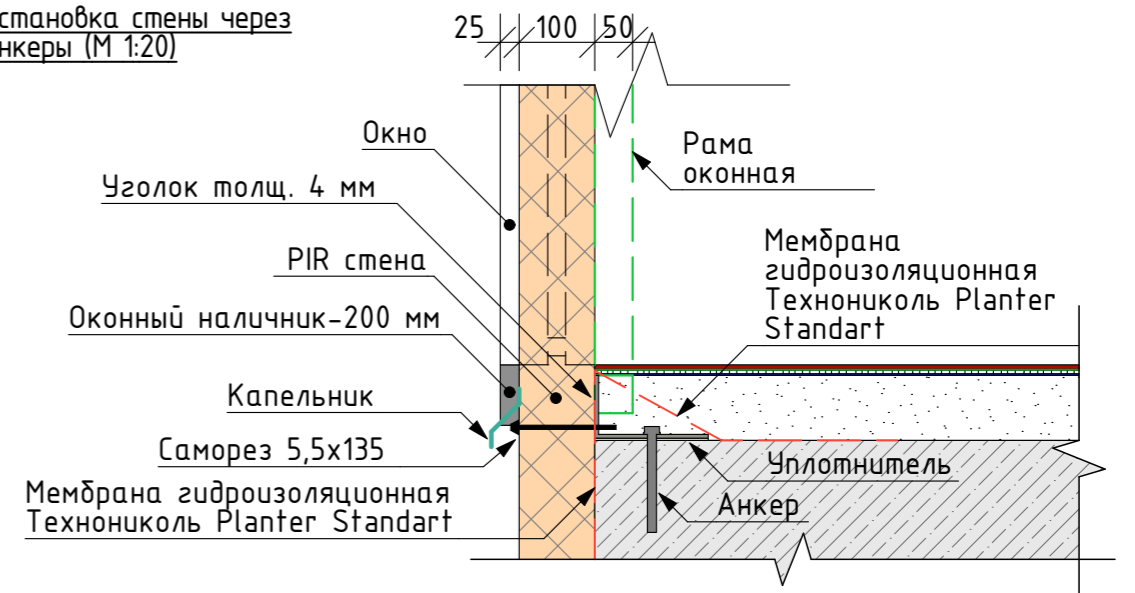 становка стены через
нкеры (М 1:20)
25 100 50
Окно
Рама
оконная
Уголок толщ. 4 мм
PIR стена
Мембрана
гидроизоляционная
Технониколь Planter
Standart
Оконный наличник-200 мм
Капельник
Саморез 5,5х135
Мембрана гидроизоляционная
Технониколь Planter Standart
Уплотнитель
Анкер